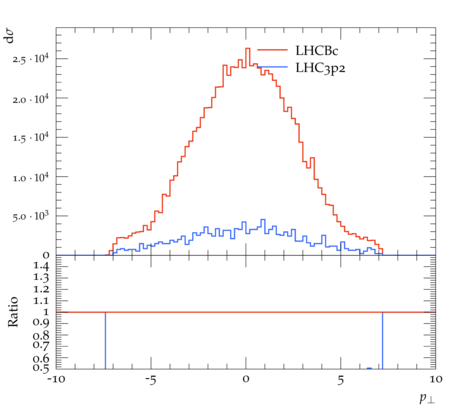 dσ
LHCBc
LHC3p2
2.5 · 10⁴
2.0 · 10⁴
1.5 · 10⁴
1.0 · 10⁴
5.0 · 10³
0
Ratio
1.4
1.3
1.2
1.1
1
0.9
0.8
0.7
0.6
0.5
-10 -5 0 5 10
p⊥